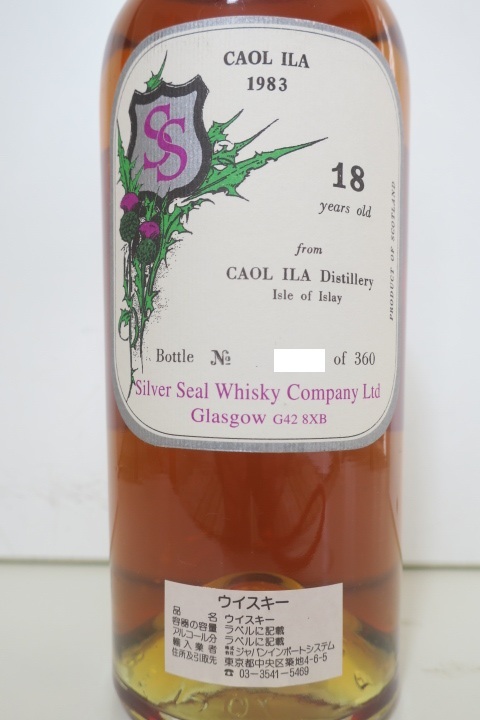 SS
CAOL ILA
1983
18
years old
from
CAOL ILA Distillery
Isle of Islay
PRODUCT OF SCOTLAND
Bottle № of 360
Silver Seal Whisky Company Ltd
Glasgow G42 8XB
ウイスキー
品名 ウイスキー
容器の容量 ラベルに記載
アルコール分 ラベルに記載
輸入業者 株式会社 ジャパンインポートシステム
住所及引取先 東京都中央区築地4-6-5
☎ 03-3541-5469